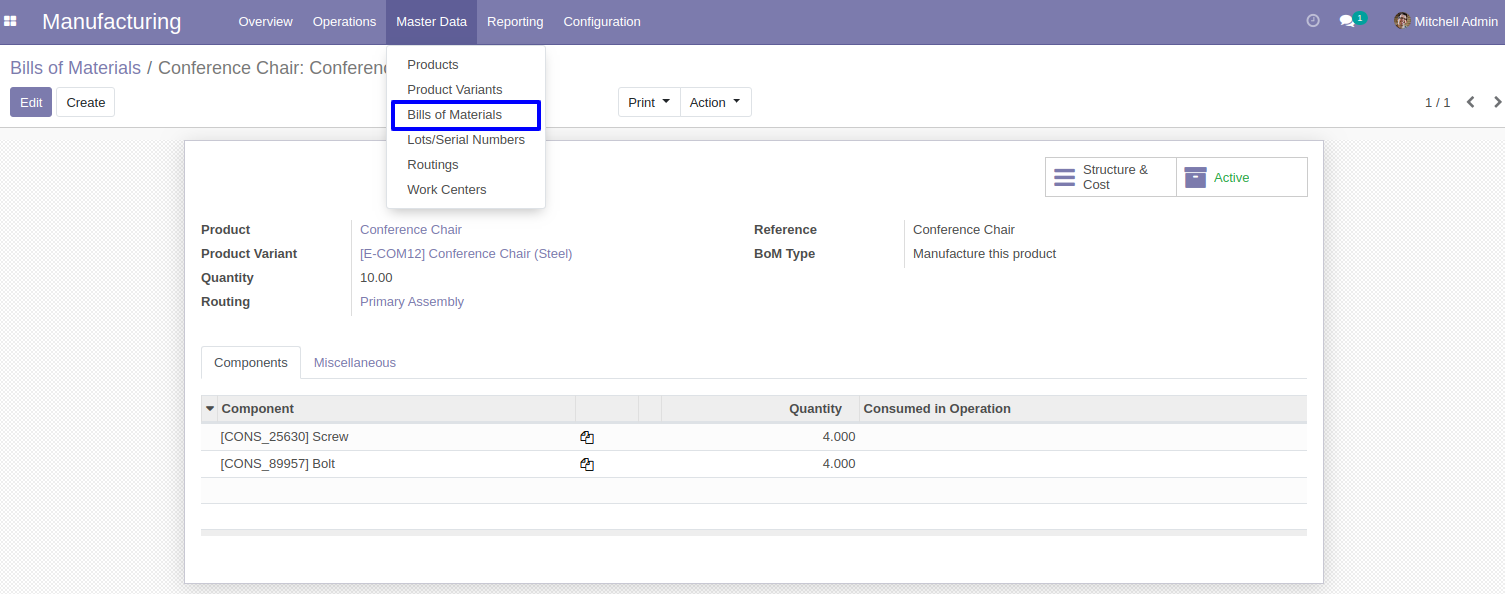 Manufacturing Overview Operations Master Data Reporting Configuration 1 Mitchell Admin
Bills of Materials / Conference Chair: Conferenc
Products
Product Variants
Bills of Materials
Lots/Serial Numbers
Routings
Work Centers
Edit Create Print Action 1 / 1
Structure & Cost
Active
Product Conference Chair
Product Variant [E-COM12] Conference Chair (Steel)
Quantity 10.00
Routing Primary Assembly
Reference Conference Chair
BoM Type Manufacture this product
Components Miscellaneous
Component Quantity Consumed in Operation
[CONS_25630] Screw 4.000
[CONS_89957] Bolt 4.000